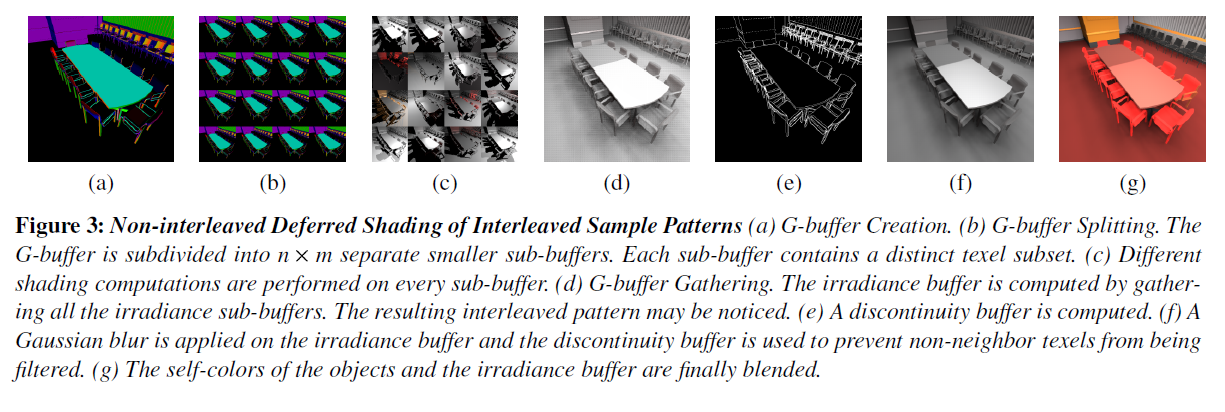 (a) (b) (c) (d) (e) (f) (g)
Figure 3: Non-interleaved Deferred Shading of Interleaved Sample Patterns (a) G-buffer Creation. (b) G-buffer Splitting. The
G-buffer is subdivided into n × m separate smaller sub-buffers. Each sub-buffer contains a distinct texel subset. (c) Different
shading computations are performed on every sub-buffer. (d) G-buffer Gathering. The irradiance buffer is computed by gather-
ing all the irradiance sub-buffers. The resulting interleaved pattern may be noticed. (e) A discontinuity buffer is computed. (f) A
Gaussian blur is applied on the irradiance buffer and the discontinuity buffer is used to prevent non-neighbor texels from being
filtered. (g) The self-colors of the objects and the irradiance buffer are finally blended.